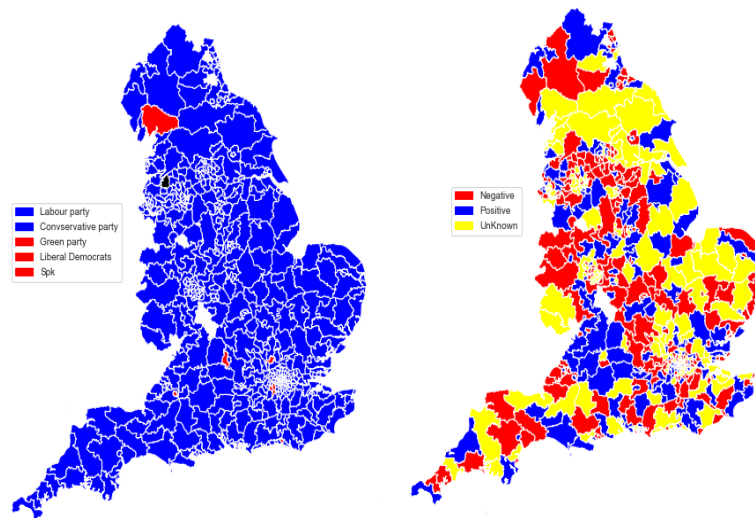 Labour party
Convservative party
Green party
Liberal Democrats
Spk
Negative
Positive
UnKnown